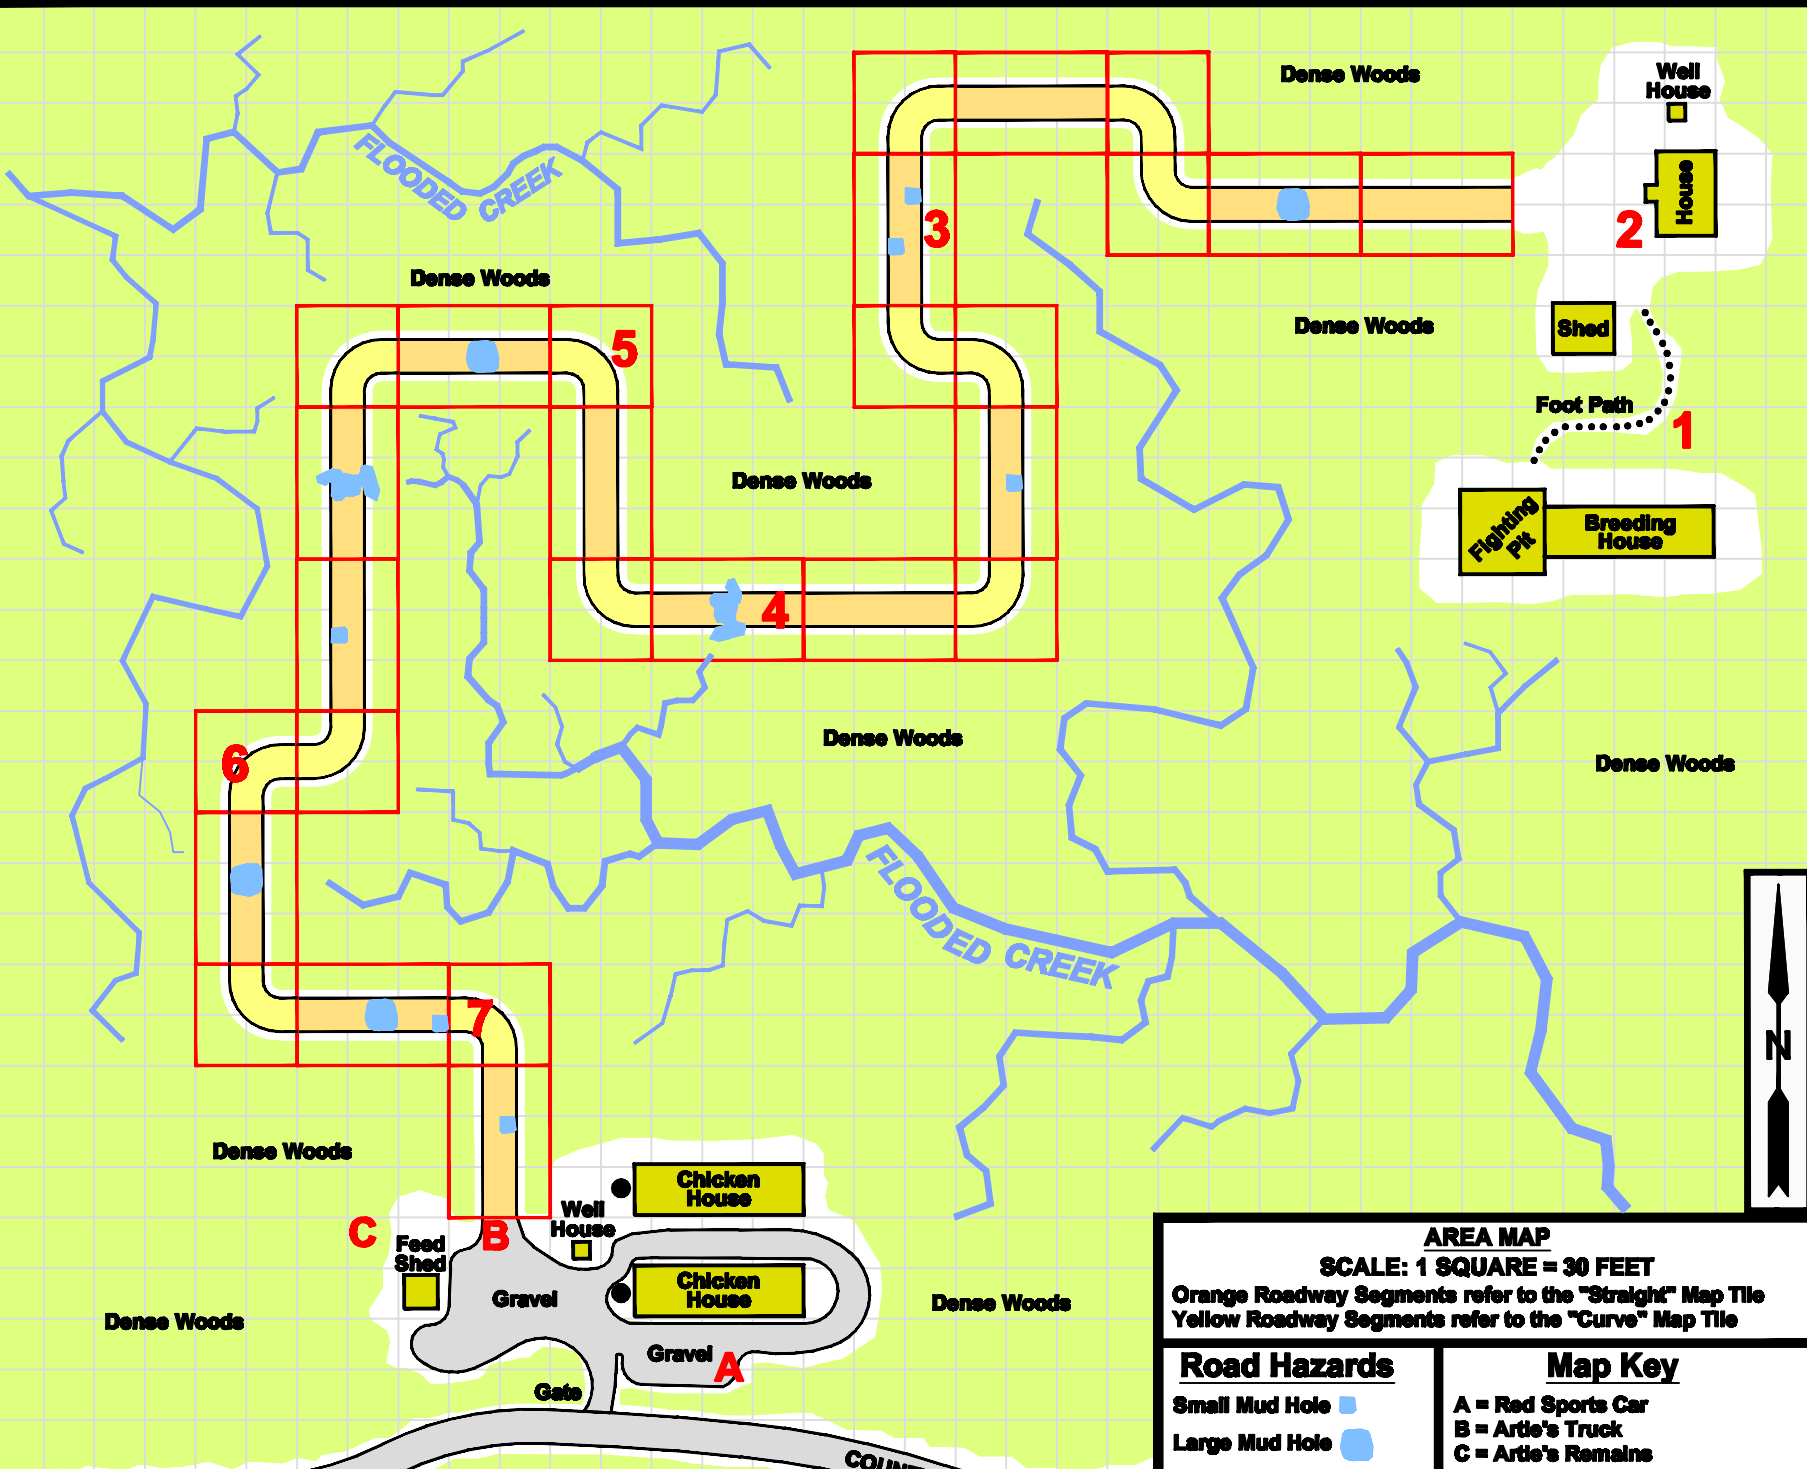 Dense Woods
Well
House
FLOODED CREEK
House
3
2
Dense Woods
Dense Woods
Shed
5
Foot Path
1
Dense Woods
Fighting
Pit
Breeding
House
4
Dense Woods
6
Dense Woods
FLOODED CREEK
7
N
Dense Woods
Chicken
House
Well
House
C
B
Feed
Shed
Chicken
House
Gravel
Dense Woods
Dense Woods
Gravel
A
Gate
AREA MAP
SCALE: 1 SQUARE = 30 FEET
Orange Roadway Segments refer to the "Straight" Map Tile
Yellow Roadway Segments refer to the "Curve" Map Tile
Road Hazards
Small Mud Hole
Large Mud Hole
Map Key
A = Red Sports Car
B = Artie's Truck
C = Artie's Remains